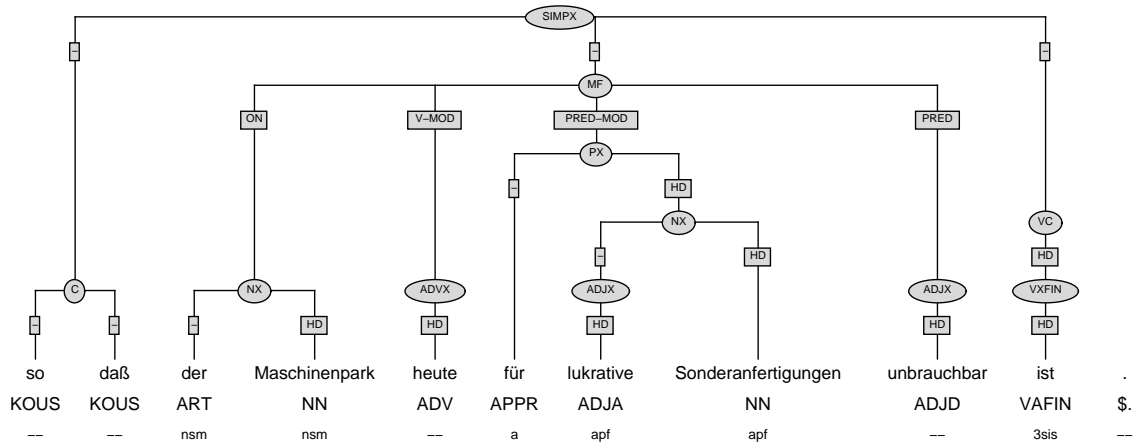 SIMPX
– – –
MF
ON V–MOD PRED–MOD PRED
PX
– HD
NX VC
– HD HD
C NX ADVX ADJX ADJX VXFIN
– – – HD HD HD HD HD
so daß der Maschinenpark heute für lukrative Sonderanfertigungen unbrauchbar ist .
KOUS KOUS ART NN ADV APPR ADJA NN ADJD VAFIN $.
–– –– nsm nsm –– a apf apf –– 3sis ––